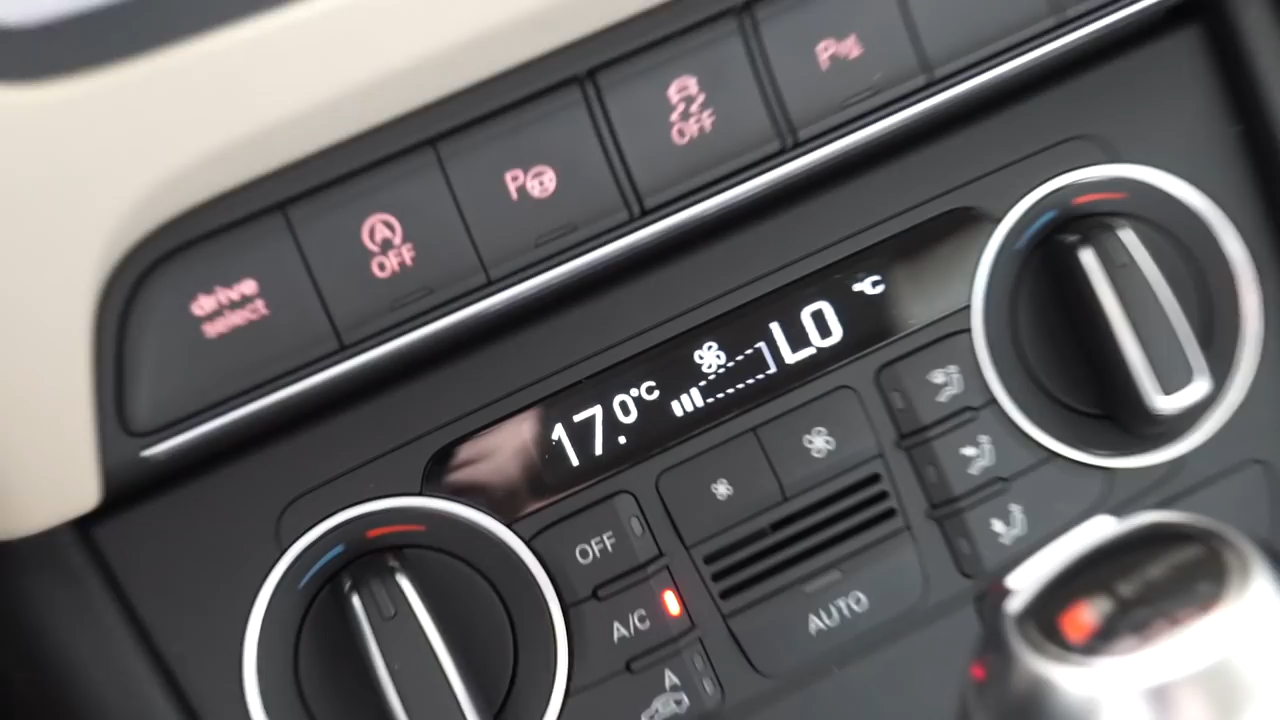 drive
select
A
OFF
P
OFF
P
17.0°C
LO °C
OFF
A/C
AUTO
A